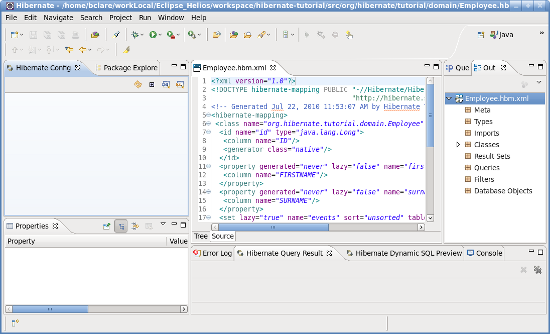 Hibernate - /home/bclare/workLocal/Eclipse_Helios/workspace/hibernate-tutorial/src/org/hibernate/tutorial/domain/Employee.hb
File Edit Navigate Search Project Run Window Help
Java
Hibernate Config
Package Explore
Employee.hbm.xml
Que
Out
1 <?xml version="1.0"?>
2 <!DOCTYPE hibernate-mapping PUBLIC "-//Hibernate/Hibe
3 "http://hibernate.
4 <!-- Generated Jul 22, 2010 11:53:07 AM by Hibernate
5 <hibernate-mapping>
6 <class name="org.hibernate.tutorial.domain.Employee"
7 <id name="id" type="java.lang.Long">
8 <column name="ID"/>
9 <generator class="native"/>
10 </id>
11 <property generated="never" lazy="false" name="firs
12 <column name="FIRSTNAME"/>
13 </property>
14 <property generated="never" lazy="false" name="surna
15 <column name="SURNAME"/>
16 </property>
17 <set lazy="true" name="events" sort="unsorted" table
Tree Source
Employee.hbm.xml
Meta
Types
Imports
Classes
Result Sets
Queries
Filters
Database Objects
Properties
Property Value
Error Log
Hibernate Query Result
Hibernate Dynamic SQL Preview
Console